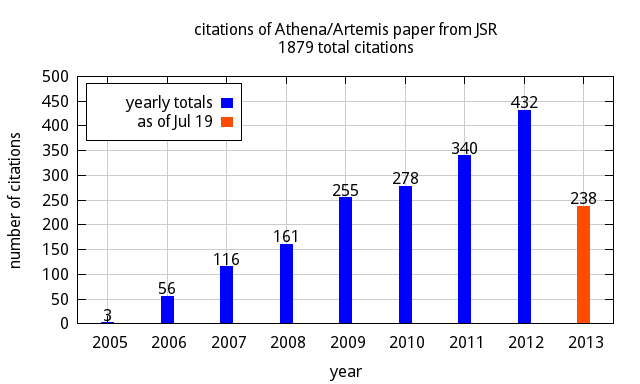 citations of Athena/Artemis paper from JSR
1879 total citations
number of citations
500
450
400
350
300
250
200
150
100
50
0
yearly totals
as of Jul 19
3
56
116
161
255
278
340
432
238
2005 2006 2007 2008 2009 2010 2011 2012 2013
year